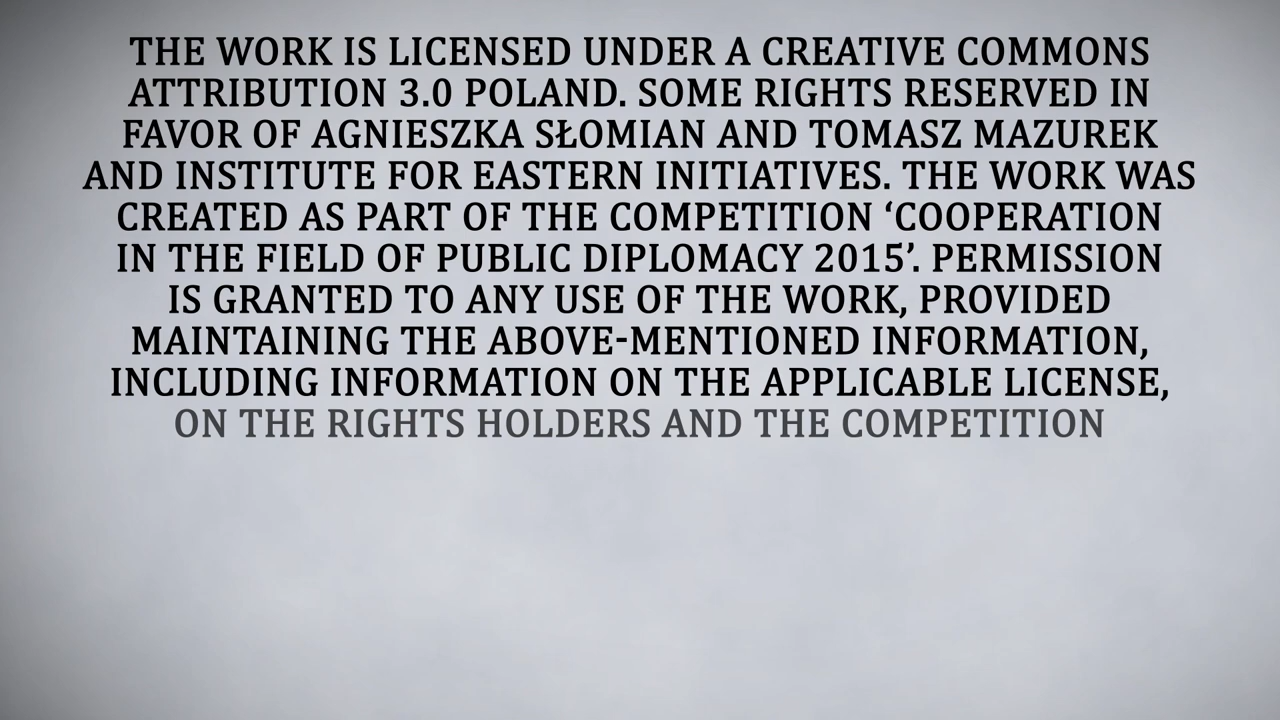 THE WORK IS LICENSED UNDER A CREATIVE COMMONS
ATTRIBUTION 3.0 POLAND. SOME RIGHTS RESERVED IN
FAVOR OF AGNIESZKA SŁOMIAN AND TOMASZ MAZUREK
AND INSTITUTE FOR EASTERN INITIATIVES. THE WORK WAS
CREATED AS PART OF THE COMPETITION ‘COOPERATION
IN THE FIELD OF PUBLIC DIPLOMACY 2015’. PERMISSION
IS GRANTED TO ANY USE OF THE WORK, PROVIDED
MAINTAINING THE ABOVE-MENTIONED INFORMATION,
INCLUDING INFORMATION ON THE APPLICABLE LICENSE,
ON THE RIGHTS HOLDERS AND THE COMPETITION